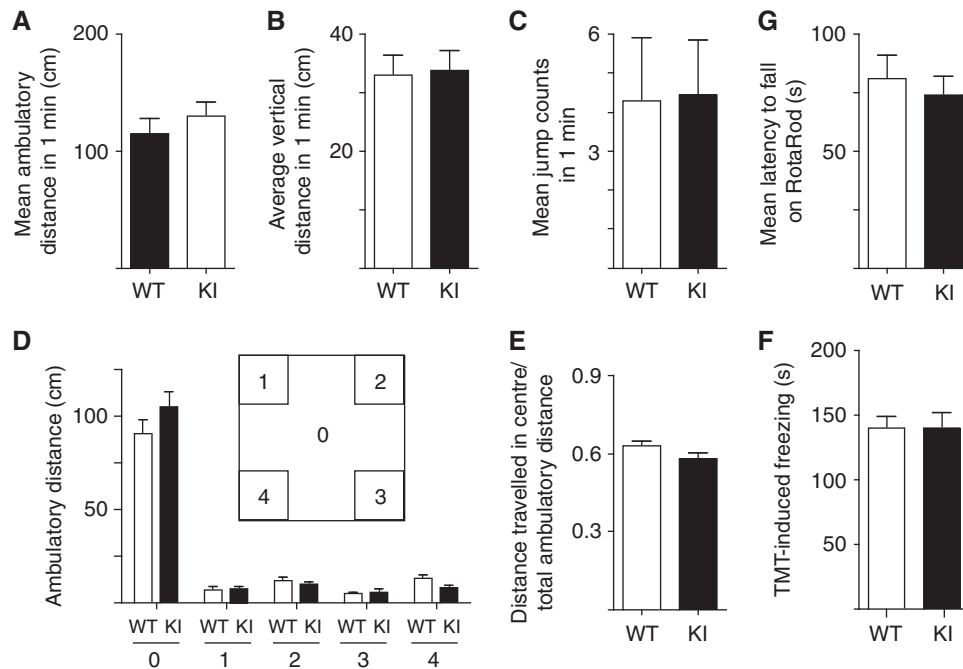 A
Mean ambulatory
distance in 1 min (cm)
200
100
WT KI
B
Average vertical
distance in 1 min (cm)
40
20
WT KI
C
Mean jump counts
in 1 min
6
3
WT KI
G
Mean latency to fall
on RotaRod (s)
100
50
WT KI
D
Ambulatory distance (cm)
100
50
1 2
0
4 3
WT KI WT KI WT KI WT KI WT KI
0 1 2 3 4
E
Distance travelled in centre/
total ambulatory distance
0.9
0.6
0.3
WT KI
F
TMT-induced freezing (s)
200
150
100
50
WT KI